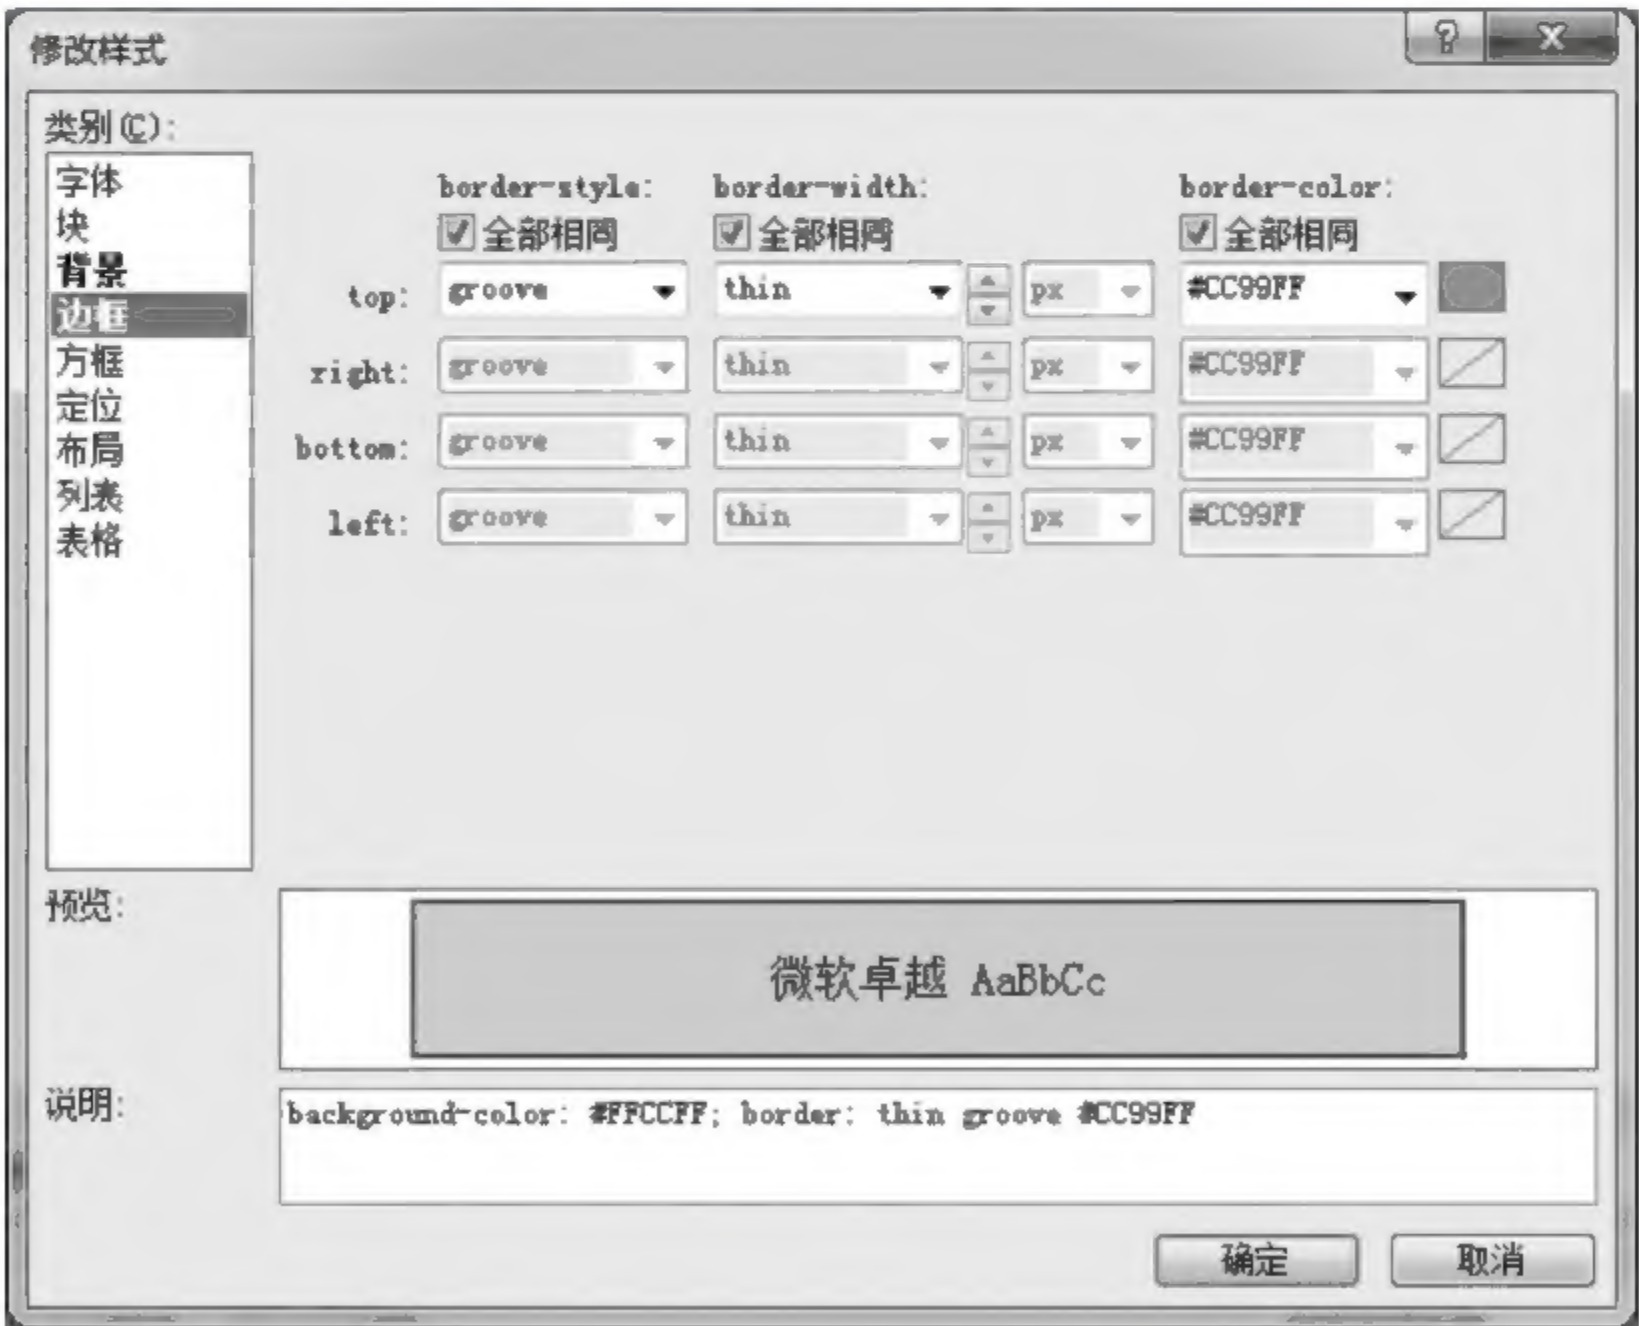 修改样式
类别(C):
字体
块
背景
边框
方框
定位
布局
列表
表格
border-style: border-width: border-color:
全部相同 全部相同 全部相同
top: groove thin px #CC99FF
right: groove thin px #CC99FF
bottom: groove thin px #CC99FF
left: groove thin px #CC99FF
预览:
微软卓越 AaBbCc
说明:
background-color: #FFCCFF; border: thin groove #CC99FF
确定 取消